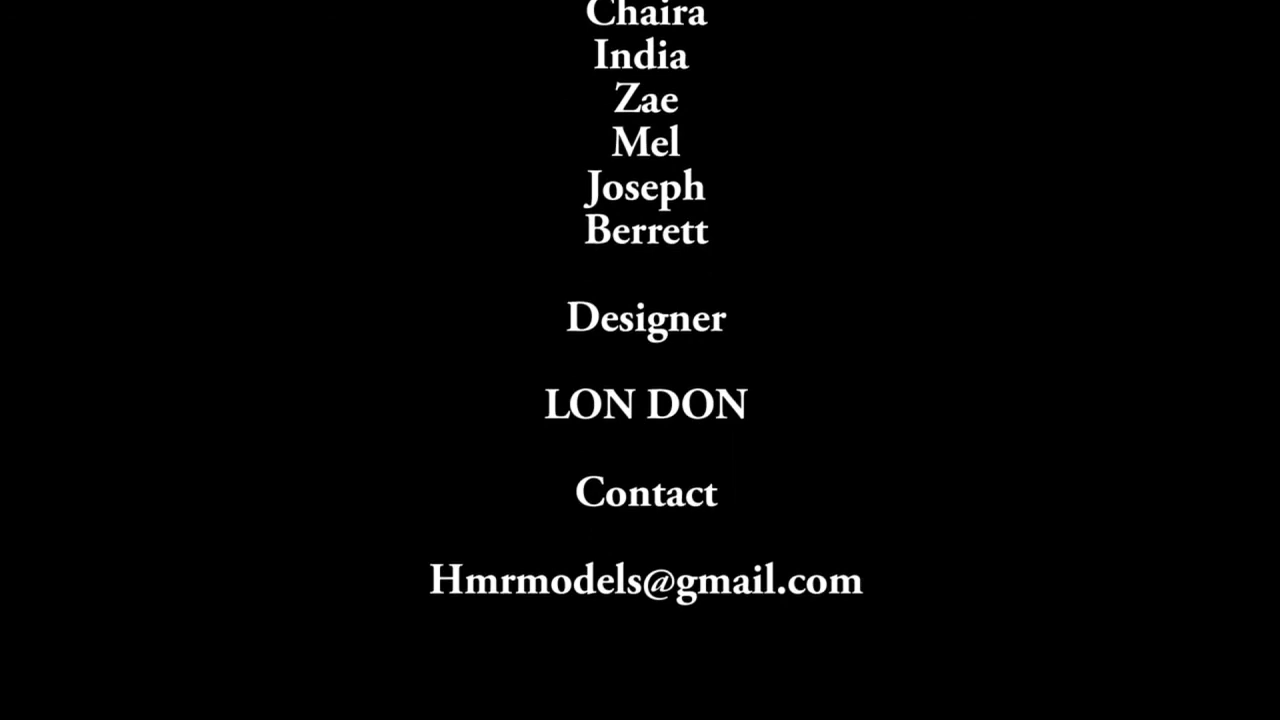 Chaira
India
Zae
Mel
Joseph
Berrett
Designer
LON DON
Contact
Hmrmodels@gmail.com